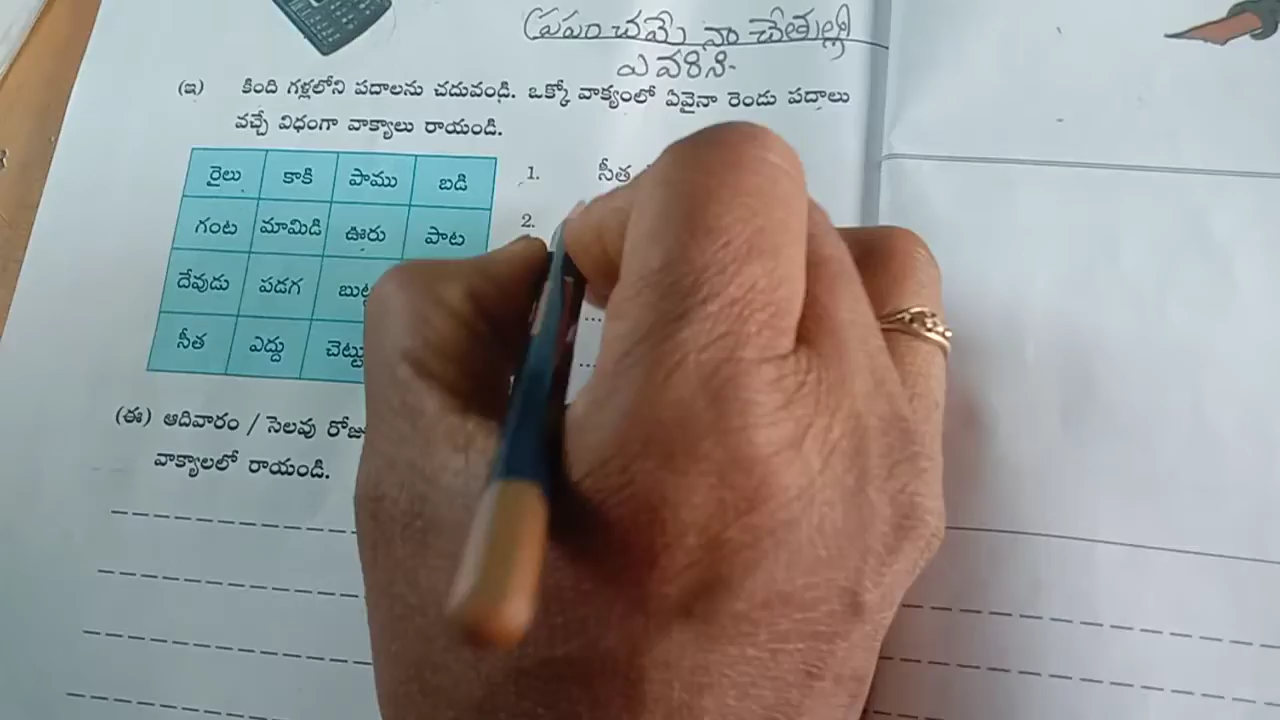 ప్రపంచమే నా చేతుల్లో
ఎవరిని-
(ఇ) కింది గళ్లలోని పదాలను చదువండి. ఒక్కో వాక్యంలో ఏవైనా రెండు పదాలు
వచ్చే విధంగా వాక్యాలు రాయండి.
రైలు కాకి పాము బడి
1. సీత
గంట మామిడి ఊరు పాట
2.
దేవుడు పడగ
సీత ఎద్దు చెట్టు
(ఈ) ఆదివారం / సెలవు
వాక్యాలలో రాయండి.